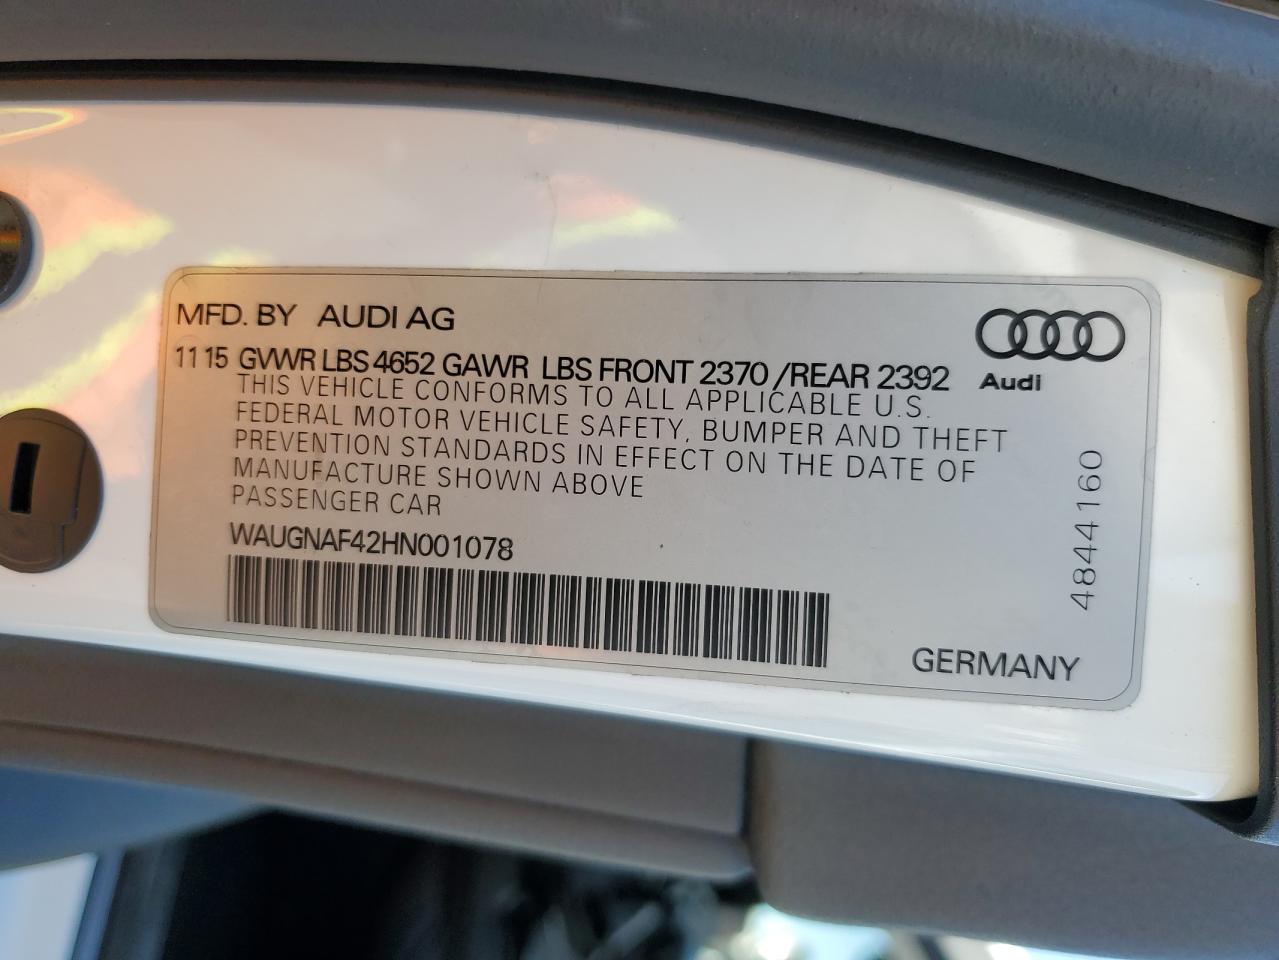 MFD. BY AUDI AG
11 15 GVWR LBS 4652 GAWR LBS FRONT 2370 /REAR 2392
Audi
THIS VEHICLE CONFORMS TO ALL APPLICABLE U.S.
FEDERAL MOTOR VEHICLE SAFETY, BUMPER AND THEFT
PREVENTION STANDARDS IN EFFECT ON THE DATE OF
MANUFACTURE SHOWN ABOVE
PASSENGER CAR
WAUGNAF42HN001078
4844160
GERMANY